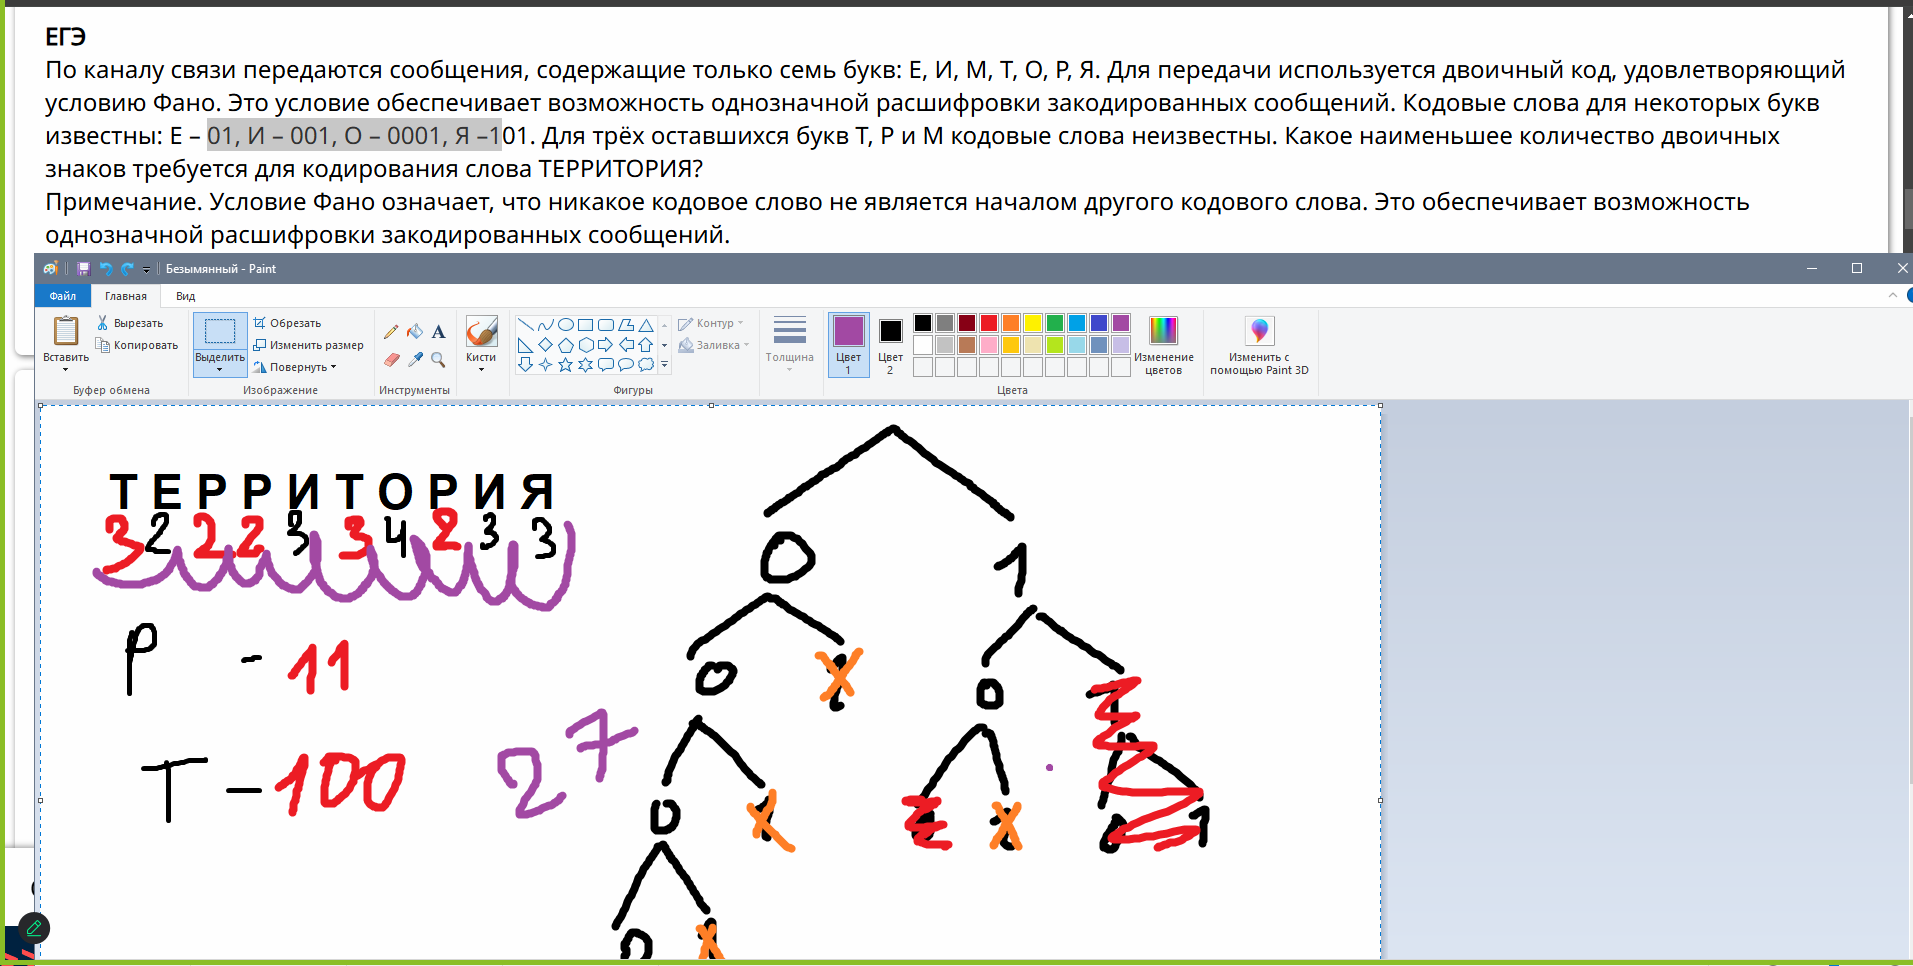 ЕГЭ
По каналу связи передаются сообщения, содержащие только семь букв: Е, И, М, Т, О, Р, Я. Для передачи используется двоичный код, удовлетворяющий
условию Фано. Это условие обеспечивает возможность однозначной расшифровки закодированных сообщений. Кодовые слова для некоторых букв
известны: Е – 01, И – 001, О – 0001, Я –101. Для трёх оставшихся букв Т, Р и М кодовые слова неизвестны. Какое наименьшее количество двоичных
знаков требуется для кодирования слова ТЕРРИТОРИЯ?
Примечание. Условие Фано означает, что никакое кодовое слово не является началом другого кодового слова. Это обеспечивает возможность
однозначной расшифровки закодированных сообщений.
Безымянный - Paint
Файл Главная Вид
Вставить
Вырезать
Копировать
Буфер обмена
Выделить
Обрезать
Изменить размер
Повернуть
Изображение
Инструменты
Кисти
Фигуры
Контур
Заливка
Толщина
Цвет 1
Цвет 2
Цвета
Изменение цветов
Изменить с помощью Paint 3D
ТЕРРИТОРИЯ
3 2 2 2 3 3 4 2 3 3
Р - 11
Т - 100
27
0 1
0 0
0 0 1
0